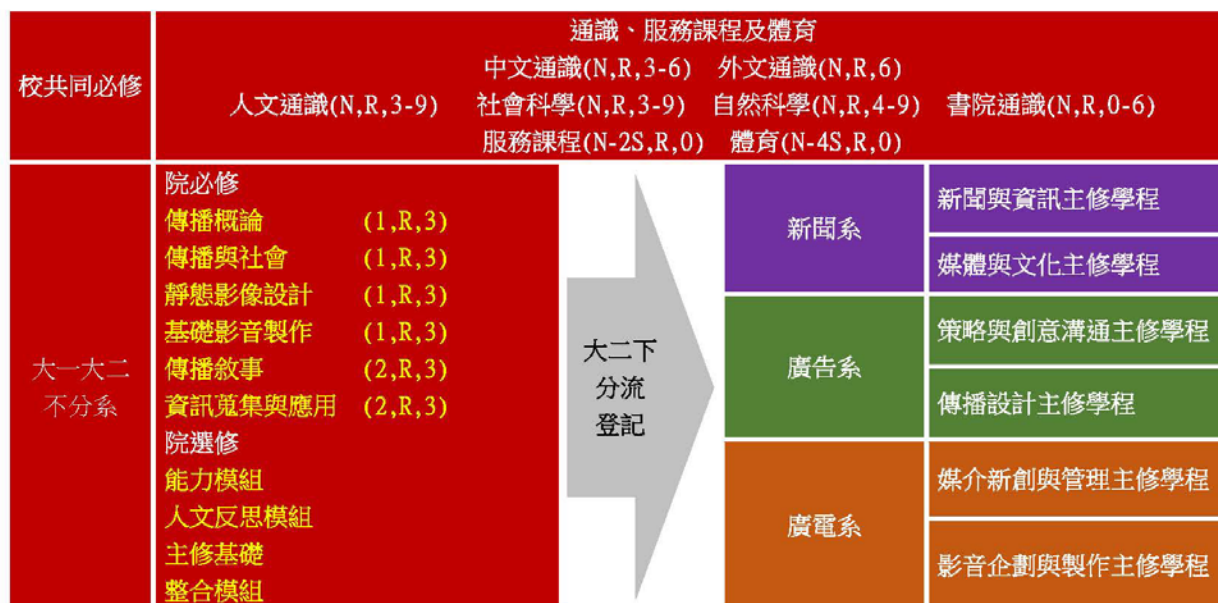 校共同必修
通識、服務課程及體育
中文通識(N,R,3-6) 外文通識(N,R,6)
人文通識(N,R,3-9) 社會科學(N,R,3-9) 自然科學(N,R,4-9) 書院通識(N,R,0-6)
服務課程(N-2S,R,0) 體育(N-4S,R,0)
大一大二
不分系
院必修
傳播概論 (1,R,3)
傳播與社會 (1,R,3)
靜態影像設計 (1,R,3)
基礎影音製作 (1,R,3)
傳播敘事 (2,R,3)
資訊蒐集與應用 (2,R,3)
院選修
能力模組
人文反思模組
主修基礎
整合模組
大二下
分流
登記
新聞系
新聞與資訊主修學程
媒體與文化主修學程
廣告系
策略與創意溝通主修學程
傳播設計主修學程
廣電系
媒介新創與管理主修學程
影音企劃與製作主修學程